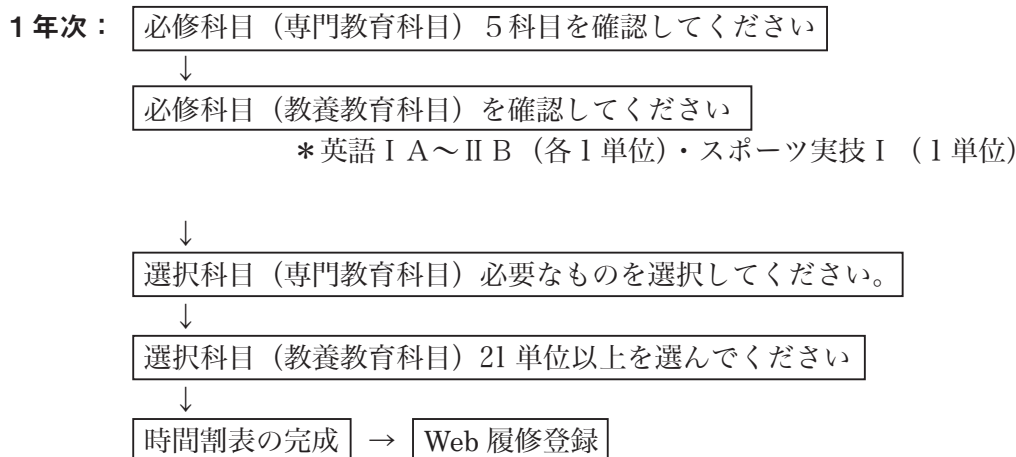 1年次： 必修科目（専門教育科目）５科目を確認してください
↓
必修科目（教養教育科目）を確認してください
＊英語ⅠA～ⅡB（各1単位）・スポーツ実技Ⅰ（1単位）
↓
選択科目（専門教育科目）必要なものを選択してください。
↓
選択科目（教養教育科目）21単位以上を選んでください
↓
時間割表の完成 → Web 履修登録